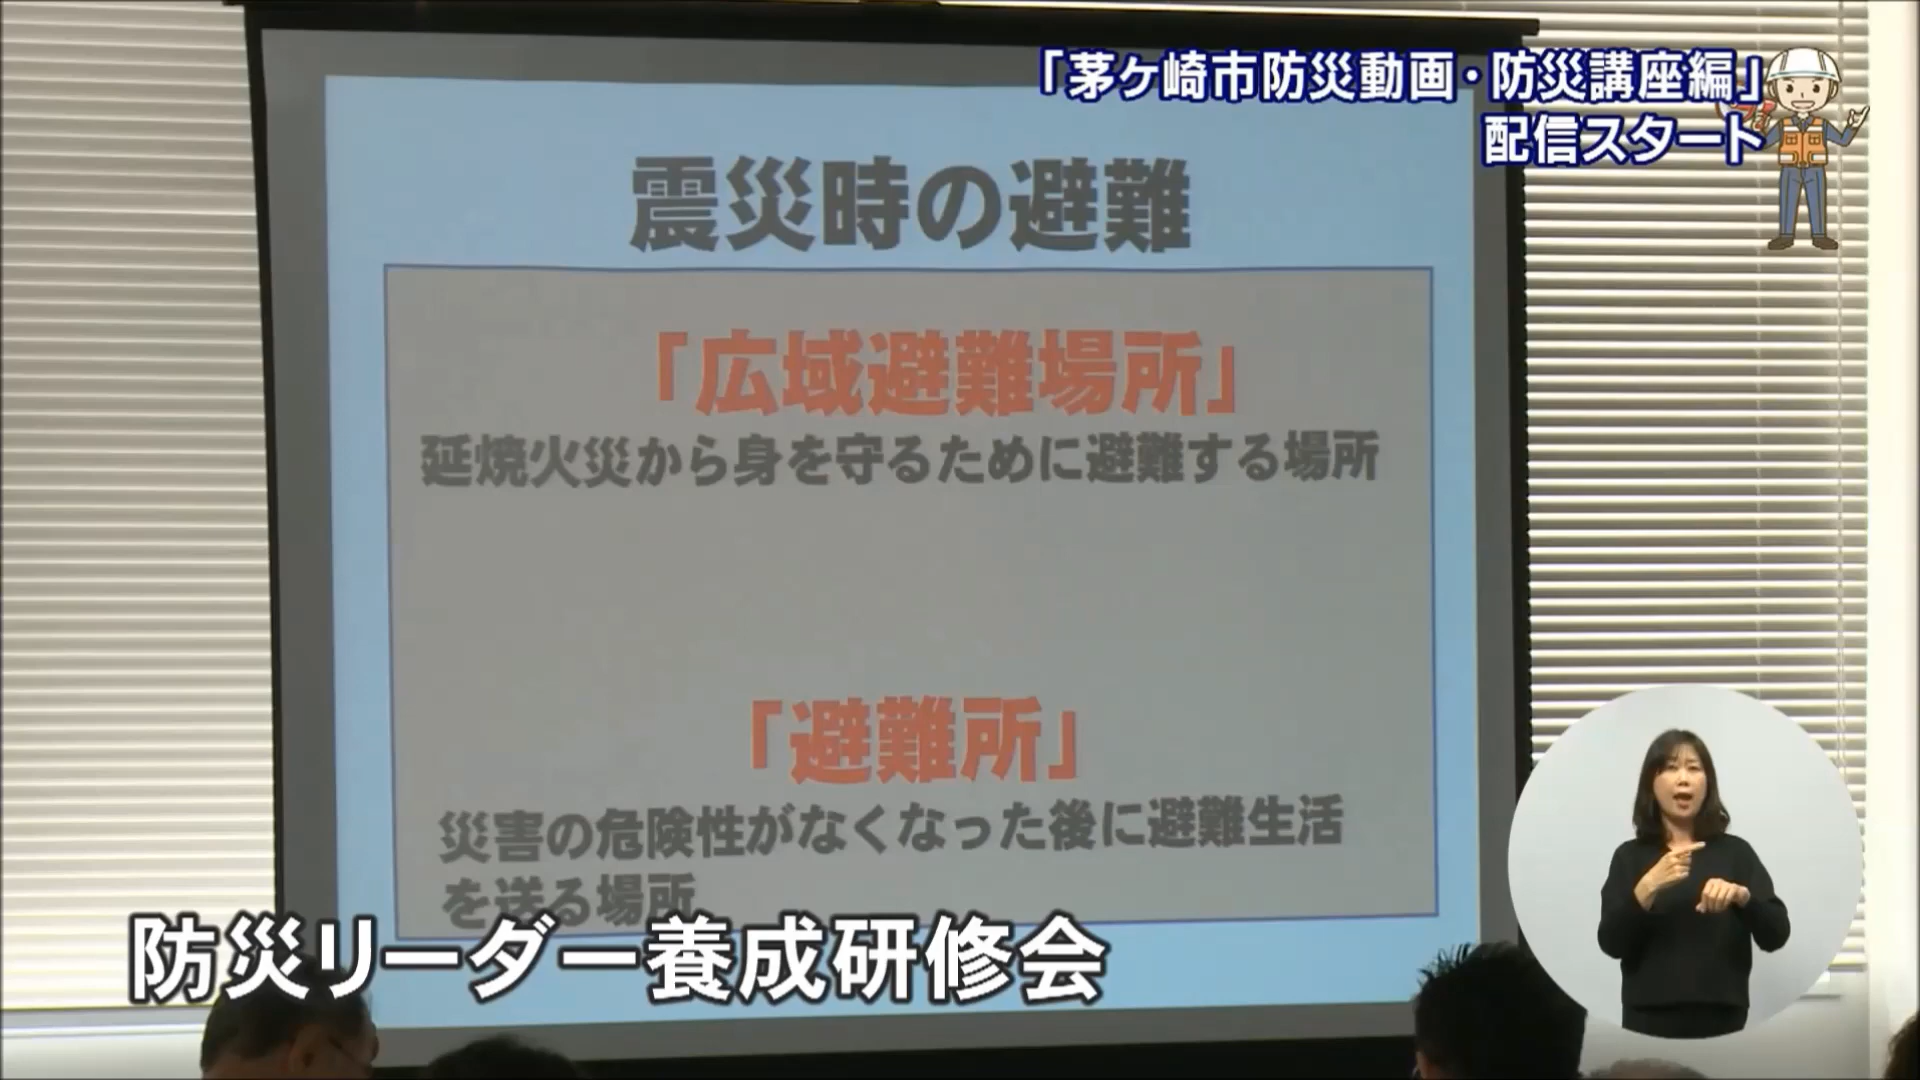 「茅ヶ崎市防災動画・防災講座編」
配信スタート
震災時の避難
「広域避難場所」
延焼火災から身を守るために避難する場所
「避難所」
災害の危険性がなくなった後に避難生活
を送る場所
防災リーダー養成研修会